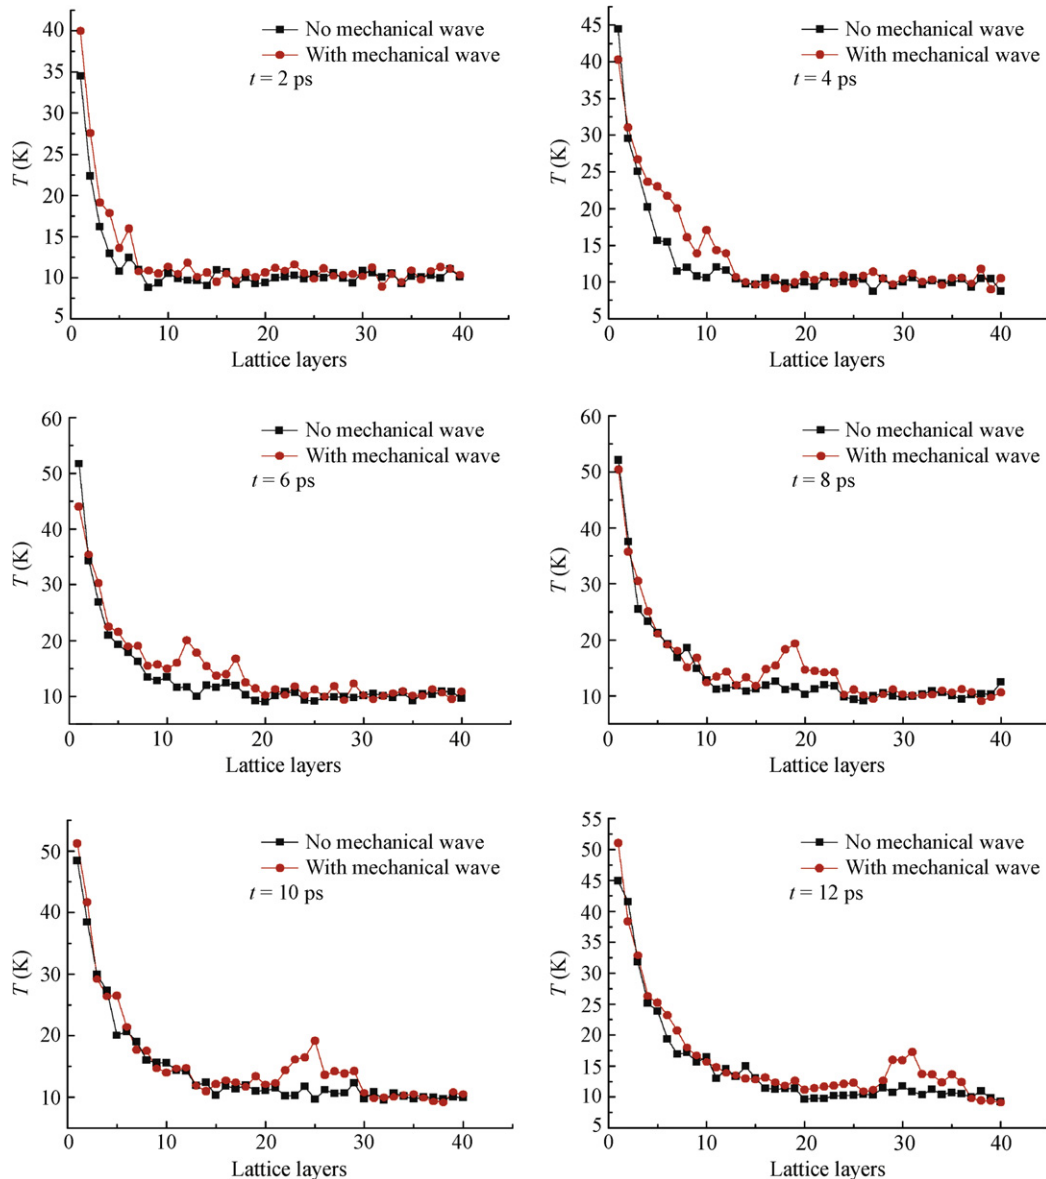 No mechanical wave
With mechanical wave
t = 2 ps
40
35
30
25
20
15
10
5
T (K)
0
10
20
30
40
Lattice layers
No mechanical wave
With mechanical wave
t = 4 ps
45
40
35
30
25
20
15
10
5
T (K)
0
10
20
30
40
Lattice layers
No mechanical wave
With mechanical wave
t = 6 ps
60
50
40
30
20
10
T (K)
0
10
20
30
40
Lattice layers
No mechanical wave
With mechanical wave
t = 8 ps
60
50
40
30
20
10
T (K)
0
10
20
30
40
Lattice layers
No mechanical wave
With mechanical wave
t = 10 ps
50
40
30
20
10
T (K)
0
10
20
30
40
Lattice layers
No mechanical wave
With mechanical wave
t = 12 ps
55
50
45
40
35
30
25
20
15
10
5
T (K)
0
10
20
30
40
Lattice layers